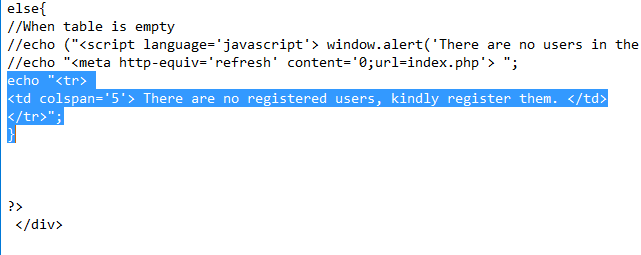 else{
//When table is empty
//echo ("<script language='javascript'> window.alert('There are no users in the
//echo "<meta http-equiv='refresh' content='0;url=index.php'> ";
echo "<tr>
<td colspan='5'> There are no registered users, kindly register them. </td>
</tr>";
}
?>
</div>